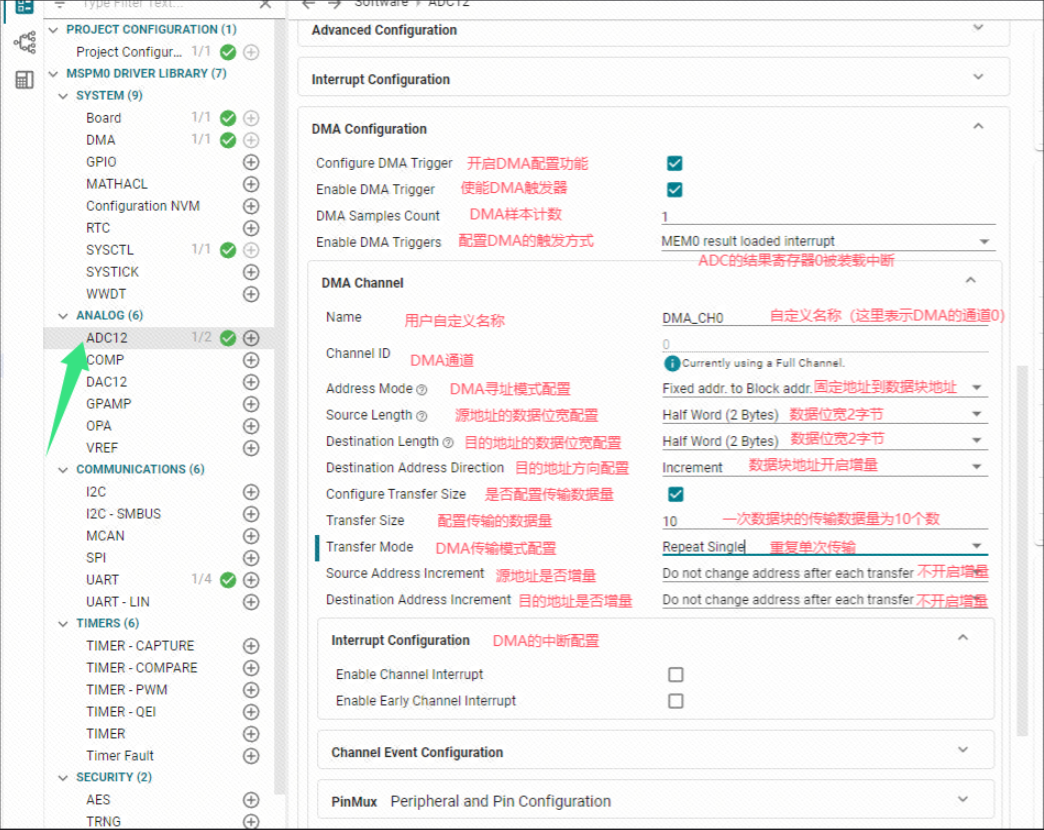 Type Filter Text...
PROJECT CONFIGURATION (1)
Project Configur... 1/1
MSPM0 DRIVER LIBRARY (7)
SYSTEM (9)
Board 1/1
DMA 1/1
GPIO
MATHACL
Configuration NVM
RTC
SYSCTL 1/1
SYSTICK
WWDT
ANALOG (6)
ADC12 1/2
COMP
DAC12
GPAMP
OPA
VREF
COMMUNICATIONS (6)
I2C
I2C - SMBUS
MCAN
SPI
UART 1/4
UART - LIN
TIMERS (6)
TIMER - CAPTURE
TIMER - COMPARE
TIMER - PWM
TIMER - QEI
TIMER
Timer Fault
SECURITY (2)
AES
TRNG
Software ADC12
Advanced Configuration
Interrupt Configuration
DMA Configuration
Configure DMA Trigger 开启DMA配置功能
Enable DMA Trigger 使能DMA触发器
DMA Samples Count DMA样本计数 1
Enable DMA Triggers 配置DMA的触发方式 MEM0 result loaded interrupt
ADC的结果寄存器0被装载中断
DMA Channel
Name 用户自定义名称 DMA_CH0 自定义名称（这里表示DMA的通道0）
Channel ID DMA通道 0
Currently using a Full Channel.
Address Mode DMA寻址模式配置 Fixed addr. to Block addr. 固定地址到数据块地址
Source Length 源地址的数据位宽配置 Half Word (2 Bytes) 数据位宽2字节
Destination Length 目的地址的数据位宽配置 Half Word (2 Bytes) 数据位宽2字节
Destination Address Direction 目的地址方向配置 Increment 数据块地址开启增量
Configure Transfer Size 是否配置传输数据量
Transfer Size 配置传输的数据量 10 一次数据块的传输数据量为10个数
Transfer Mode DMA传输模式配置 Repeat Single 重复单次传输
Source Address Increment 源地址是否增量 Do not change address after each transfer 不开启增量
Destination Address Increment 目的地址是否增量 Do not change address after each transfer 不开启增量
Interrupt Configuration DMA的中断配置
Enable Channel Interrupt
Enable Early Channel Interrupt
Channel Event Configuration
PinMux Peripheral and Pin Configuration